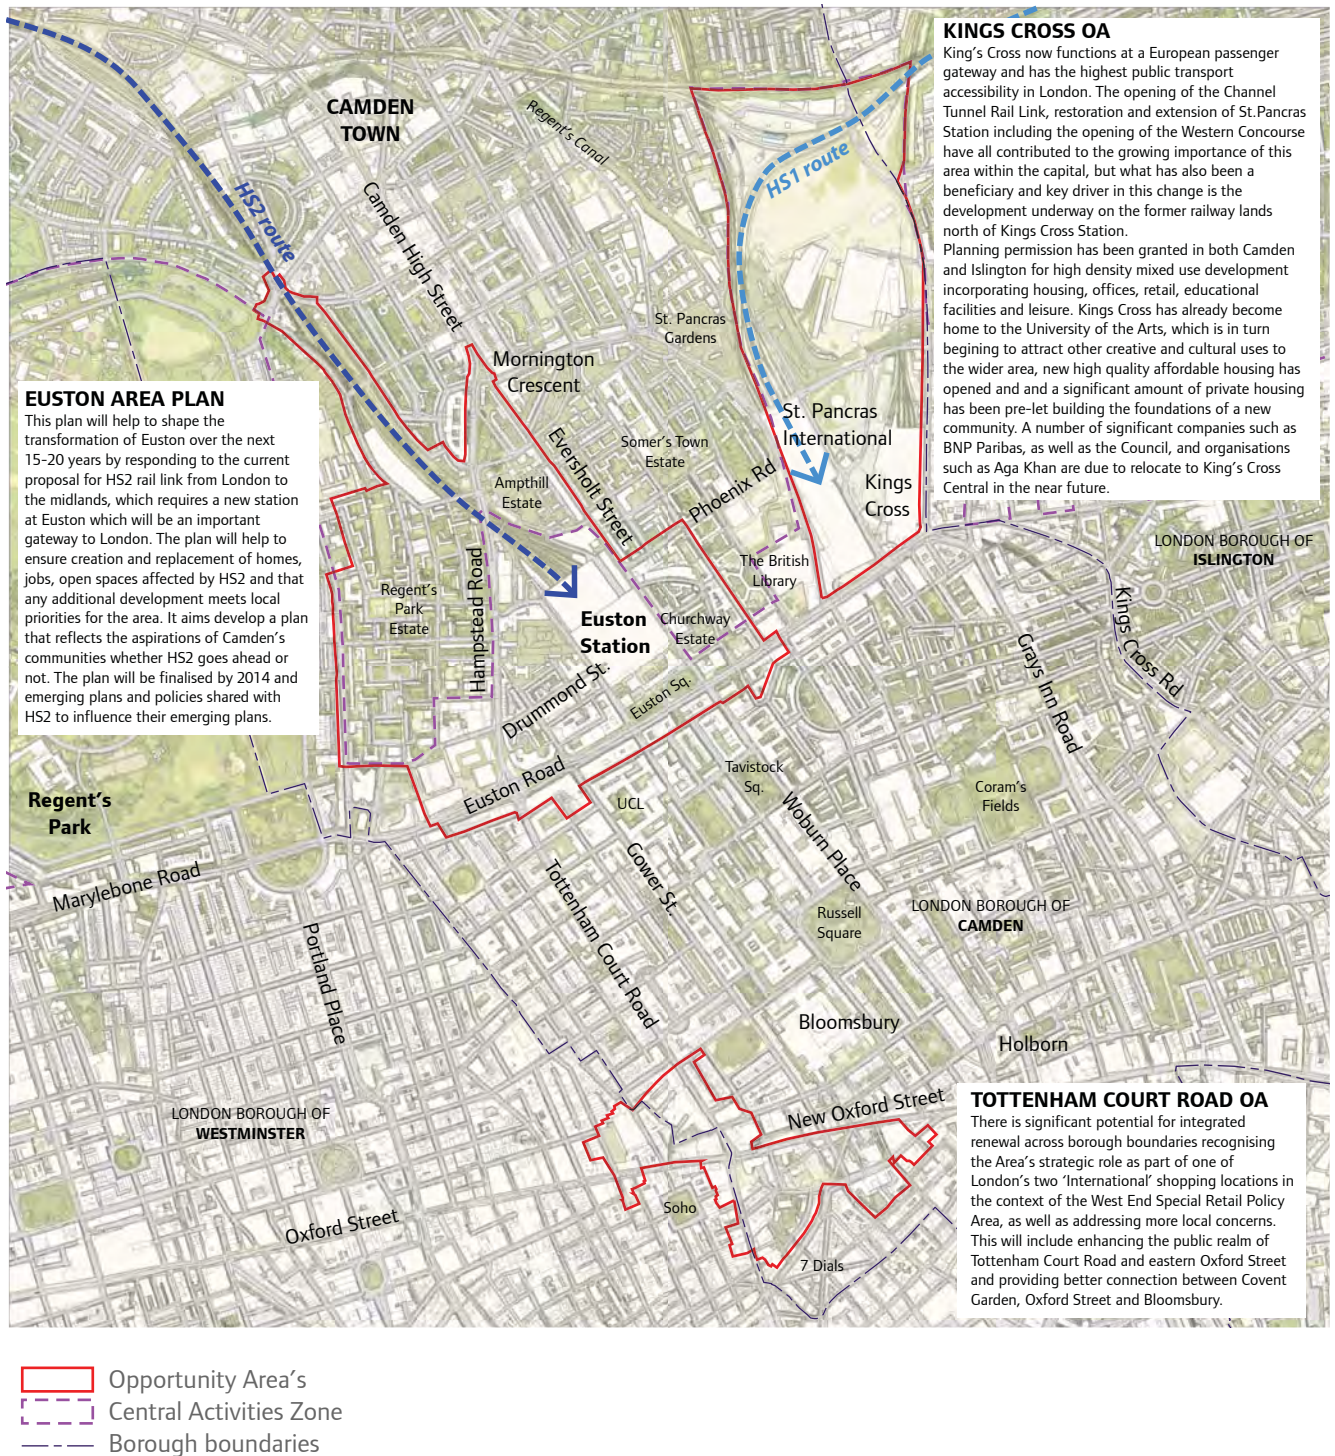 KINGS CROSS OA
King's Cross now functions at a European passenger
gateway and has the highest public transport
accessibility in London. The opening of the Channel
Tunnel Rail Link, restoration and extension of St.Pancras
Station including the opening of the Western Concourse
have all contributed to the growing importance of this
area within the capital, but what has also been a
beneficiary and key driver in this change is the
development underway on the former railway lands
north of Kings Cross Station.
Planning permission has been granted in both Camden
and Islington for high density mixed use development
incorporating housing, offices, retail, educational
facilities and leisure. Kings Cross has already become
home to the University of the Arts, which is in turn
begining to attract other creative and cultural uses to
the wider area, new high quality affordable housing has
opened and and a significant amount of private housing
has been pre-let building the foundations of a new
community. A number of significant companies such as
BNP Paribas, as well as the Council, and organisations
such as Aga Khan are due to relocate to King's Cross
Central in the near future.
CAMDEN
TOWN
Regent's Canal
HS1 route
HS2 route
Camden High Street
St. Pancras
Gardens
Mornington
Crescent
EUSTON AREA PLAN
This plan will help to shape the
transformation of Euston over the next
15-20 years by responding to the current
proposal for HS2 rail link from London to
the midlands, which requires a new station
at Euston which will be an important
gateway to London. The plan will help to
ensure creation and replacement of homes,
jobs, open spaces affected by HS2 and that
any additional development meets local
priorities for the area. It aims develop a plan
that reflects the aspirations of Camden's
communities whether HS2 goes ahead or
not. The plan will be finalised by 2014 and
emerging plans and policies shared with
HS2 to influence their emerging plans.
St. Pancras
International
Eversholt Street
Somer's Town
Estate
Phoenix Rd
Ampthill
Estate
Kings
Cross
LONDON BOROUGH OF
ISLINGTON
The British
Library
Regent's
Park
Estate
Hampstead Road
Euston
Station
Churchway
Estate
Kings Cross Rd
Grays Inn Road
Drummond St.
Euston Sq.
Euston Road
Tavistock
Sq.
UCL
Coram's
Fields
Regent's
Park
Woburn Place
Gower St.
Marylebone Road
Tottenham Court Road
Russell
Square
LONDON BOROUGH OF
CAMDEN
Portland Place
Bloomsbury
Holborn
LONDON BOROUGH OF
WESTMINSTER
New Oxford Street
TOTTENHAM COURT ROAD OA
There is significant potential for integrated
renewal across borough boundaries recognising
the Area's strategic role as part of one of
London's two 'International' shopping locations in
the context of the West End Special Retail Policy
Area, as well as addressing more local concerns.
This will include enhancing the public realm of
Tottenham Court Road and eastern Oxford Street
and providing better connection between Covent
Garden, Oxford Street and Bloomsbury.
Soho
Oxford Street
7 Dials
Opportunity Area's
Central Activities Zone
Borough boundaries